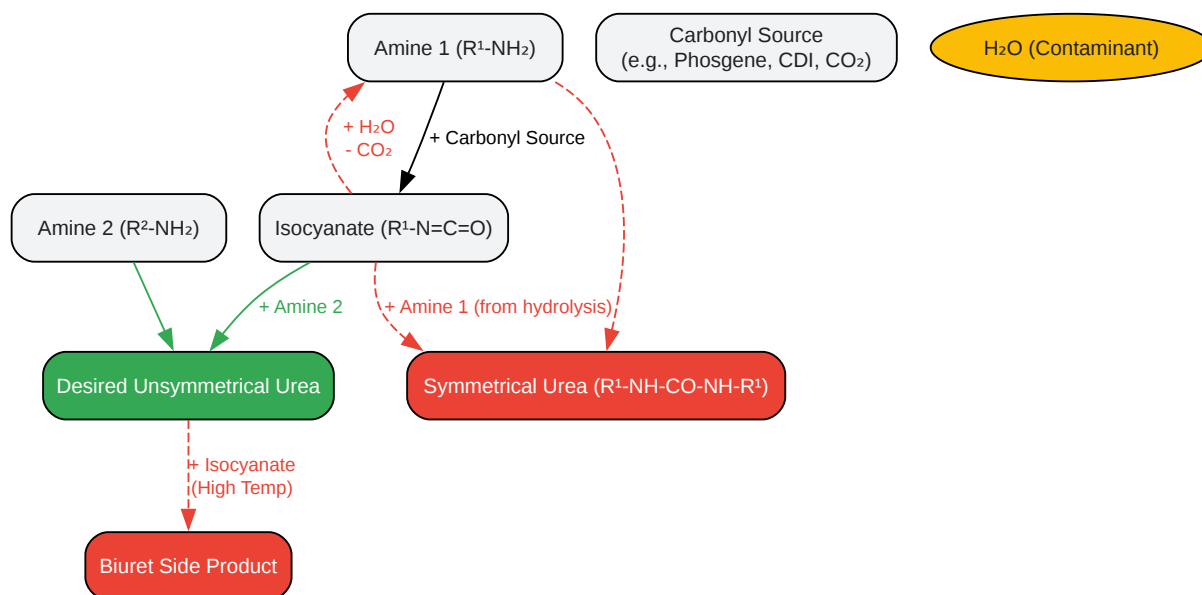 Amine 1 (R¹-NH₂)
Carbonyl Source
(e.g., Phosgene, CDI, CO₂)
H₂O (Contaminant)
+ H₂O
- CO₂
+ Carbonyl Source
Amine 2 (R²-NH₂)
Isocyanate (R¹-N=C=O)
+ Amine 2
+ Amine 1 (from hydrolysis)
Desired Unsymmetrical Urea
Symmetrical Urea (R¹-NH-CO-NH-R¹)
+ Isocyanate
(High Temp)
Biuret Side Product